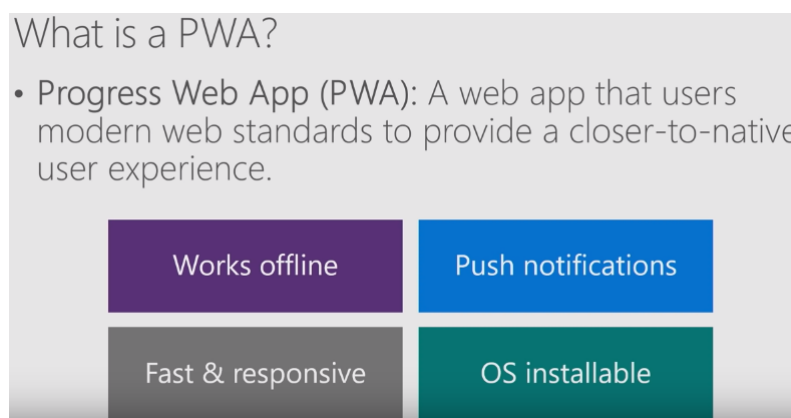 What is a PWA?
• Progress Web App (PWA): A web app that users
modern web standards to provide a closer-to-native
user experience.
Works offline
Push notifications
Fast & responsive
OS installable